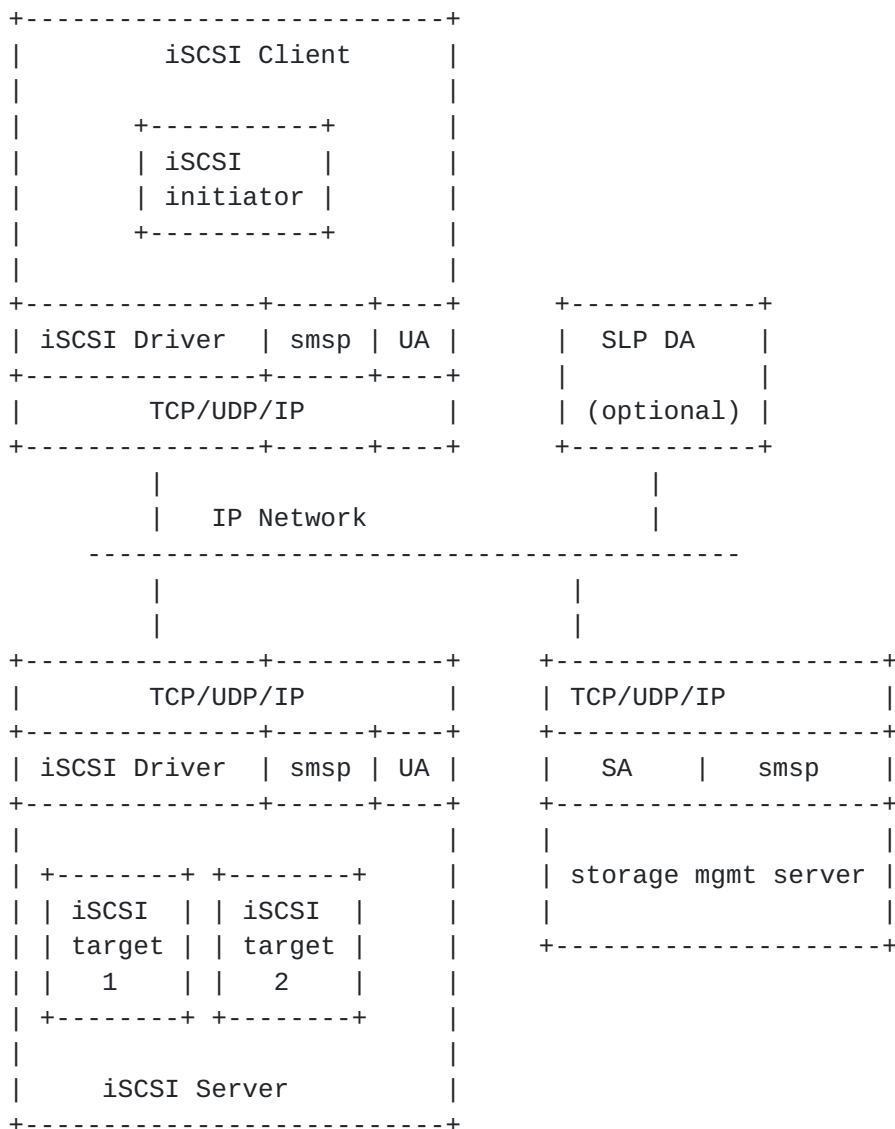 +---------------------------+
|         iSCSI Client      |
|                           |
|       +-----------+       |
|       | iSCSI     |       |
|       | initiator |       |
|       +-----------+       |
|                           |
+---------------+------+----+      +------------+
| iSCSI Driver  | smsp | UA |      |  SLP DA    |
+---------------+------+----+      |            |
|        TCP/UDP/IP         |      | (optional) |
+---------------+------+----+      +------------+
         |                               |
         |   IP Network                  |
     ------------------------------------------
         |                          |
         |                          |
+---------------+-----------+     +---------------------+
|        TCP/UDP/IP         |     | TCP/UDP/IP          |
+---------------+------+----+     +---------------------+
| iSCSI Driver  | smsp | UA |     |   SA    |   smsp    |
+---------------+------+----+     +---------------------+
|                           |     |                     |
| +--------+ +--------+     |     | storage mgmt server |
| | iSCSI  | | iSCSI  |     |     |                     |
| | target | | target |     |     +---------------------+
| |   1    | |   2    |     |
| +--------+ +--------+     |
|                           |
|     iSCSI Server          |
+---------------------------+